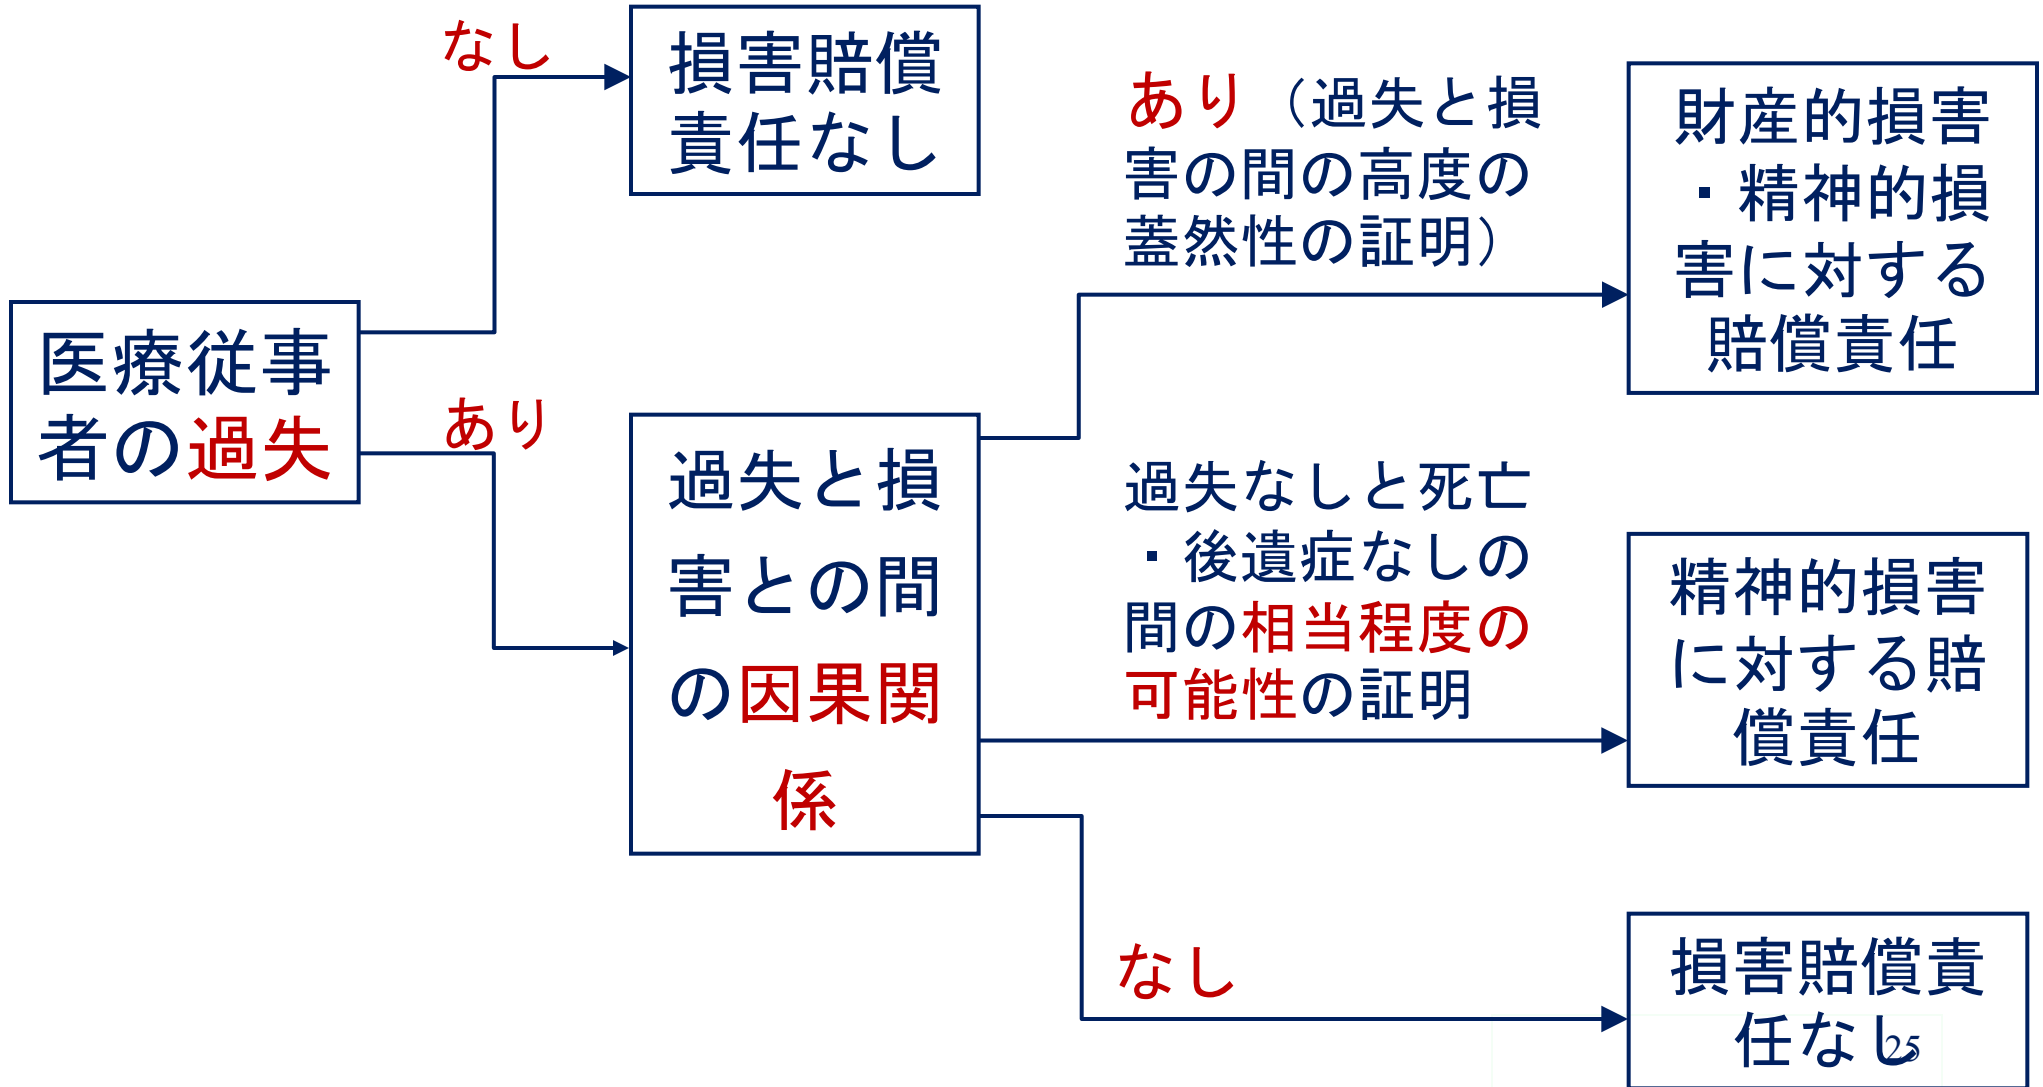 なし
損害賠償
責任なし
医療従事
者の過失
あり
過失と損
害との間
の因果関
係
あり（過失と損
害の間の高度の
蓋然性の証明）
財産的損害
・精神的損
害に対する
賠償責任
過失なしと死亡
・後遺症なしの
間の相当程度の
可能性の証明
精神的損害
に対する賠
償責任
なし
損害賠償責
任なし
25